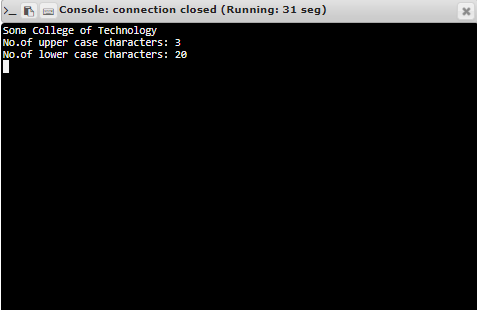 >_ Console: connection closed (Running: 31 seg)
Sona College of Technology
No.of upper case characters: 3
No.of lower case characters: 20